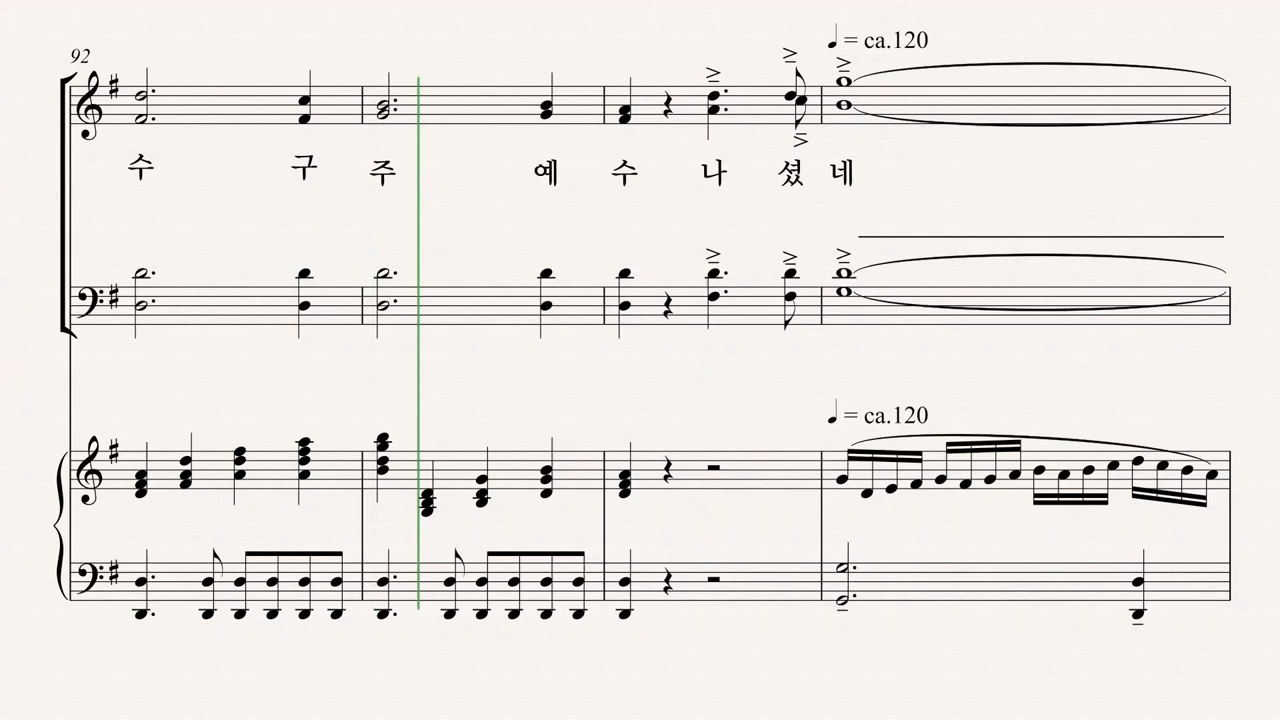 ♩ = ca.120
92
수 구 주 예 수 나 셨 네
♩ = ca.120